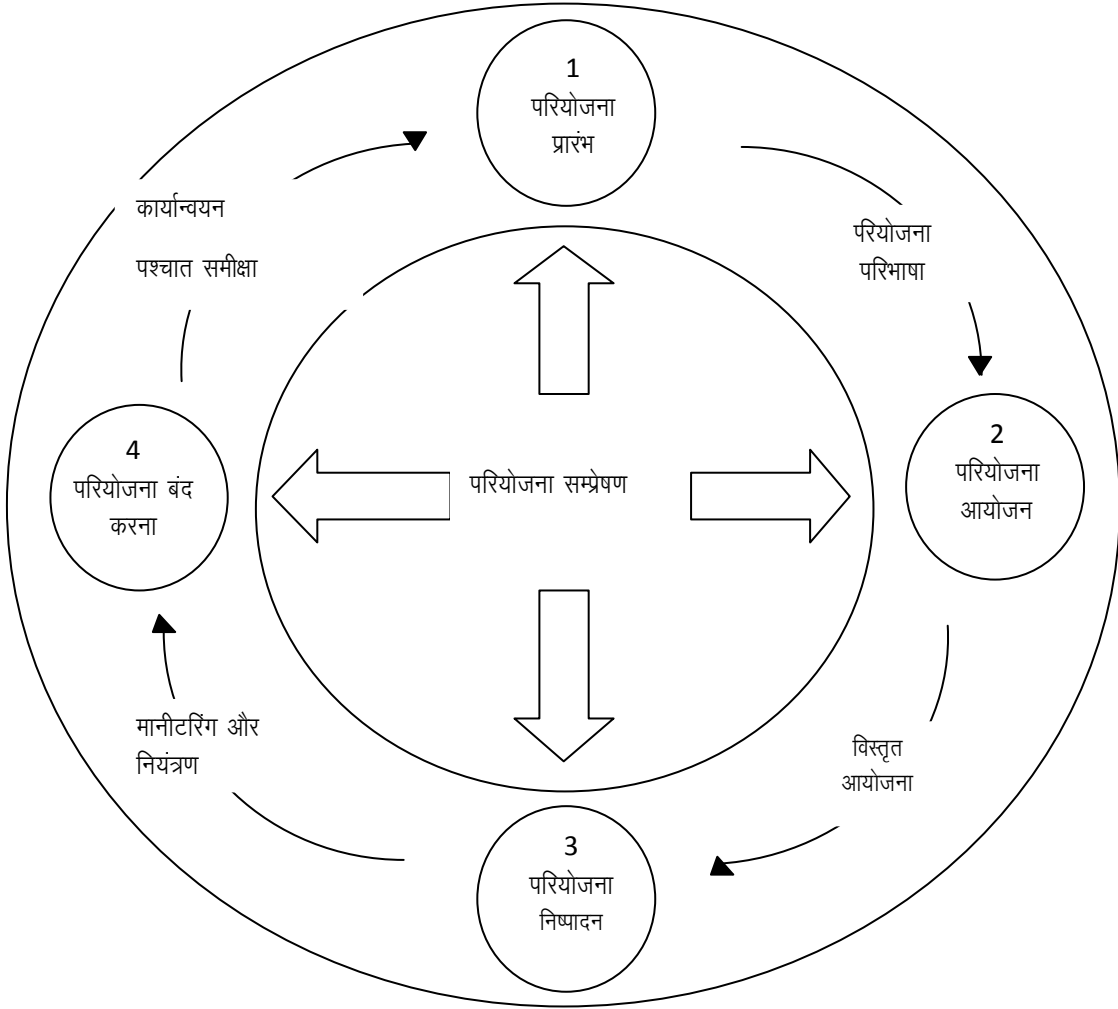 1
परियोजना
प्रारंभ
कार्यान्वयन
पश्चात समीक्षा
परियोजना
परिभाषा
4
परियोजना बंद
करना
परियोजना सम्प्रेषण
2
परियोजना
आयोजन
मानीटरिंग और
नियंत्रण
विस्तृत
आयोजना
3
परियोजना
निष्पादन